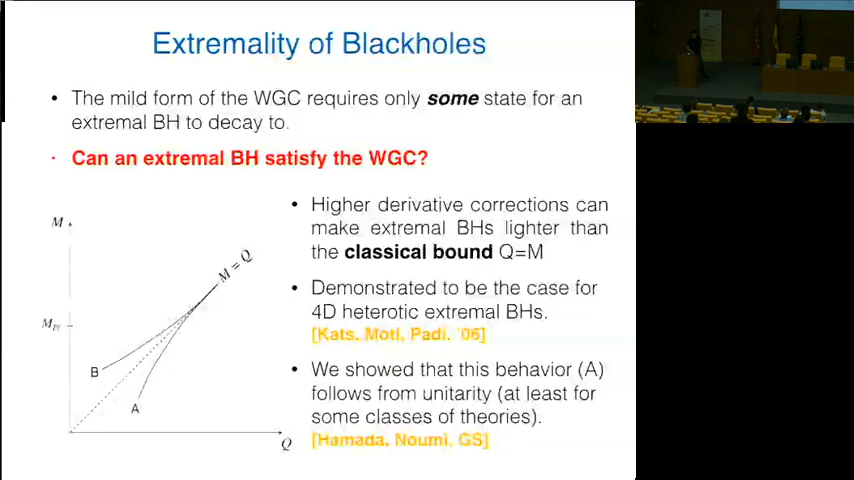 Extremality of Blackholes
• The mild form of the WGC requires only some state for an
extremal BH to decay to.
• Can an extremal BH satisfy the WGC?
• Higher derivative corrections can
make extremal BHs lighter than
the classical bound Q=M
• Demonstrated to be the case for
4D heterotic extremal BHs.
[Kats, Motl, Padi, '06]
• We showed that this behavior (A)
follows from unitarity (at least for
some classes of theories).
[Hamada, Noumi, GS]
M
M = Q
M_Pl
B
A
Q